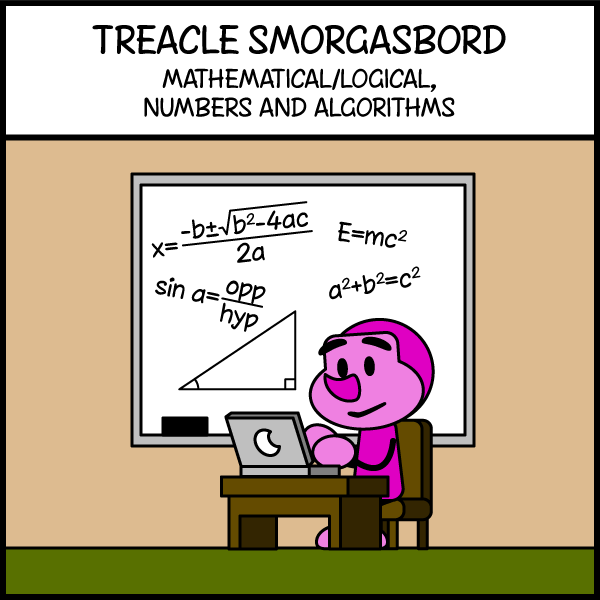 TREACLE SMORGASBORD
MATHEMATICAL/LOGICAL,
NUMBERS AND ALGORITHMS
x=-b±√b²-4ac/2a
E=mc²
sin a=opp/hyp
a²+b²=c²